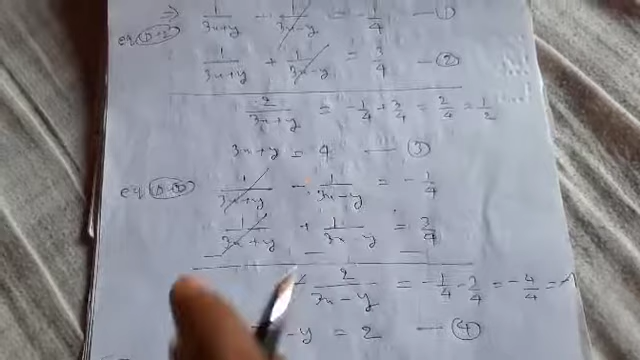 ⇒ 1/(3x+y) - 1/(3x-y) = -1/4 — ①
eq ①+②
1/(3x+y) + 1/(3x-y) = 3/4 — ②
2/(3x+y) = -1/4 + 3/4 = 2/4 = 1/2
3x+y = 4 — ③
eq ①-② 1/(3x+y) - 1/(3x-y) = -1/4
1/(3x+y) + 1/(3x-y) = 3/4
- - -
- 2/(3x-y) = -1/4 - 3/4 = -4/4 = -1
-y = 2 — ④